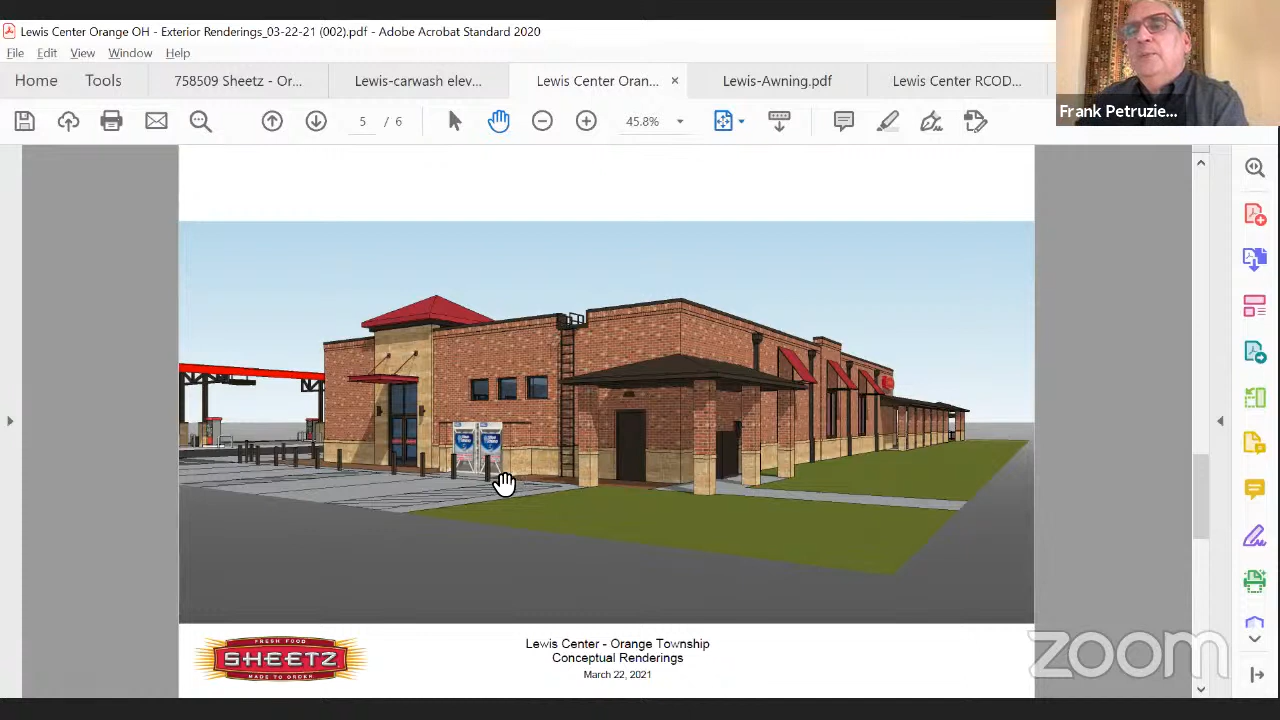 Lewis Center Orange OH - Exterior Renderings_03-22-21 (002).pdf - Adobe Acrobat Standard 2020
File Edit View Window Help
Home Tools 758509 Sheetz - Or... Lewis-carwash elev... Lewis Center Oran... × Lewis-Awning.pdf Lewis Center RCOD...
5 / 6 45.8%
Frank Petruzie...
FRESH FOOD
SHEETZ
MADE TO ORDER
Lewis Center - Orange Township
Conceptual Renderings
March 22, 2021
zoom